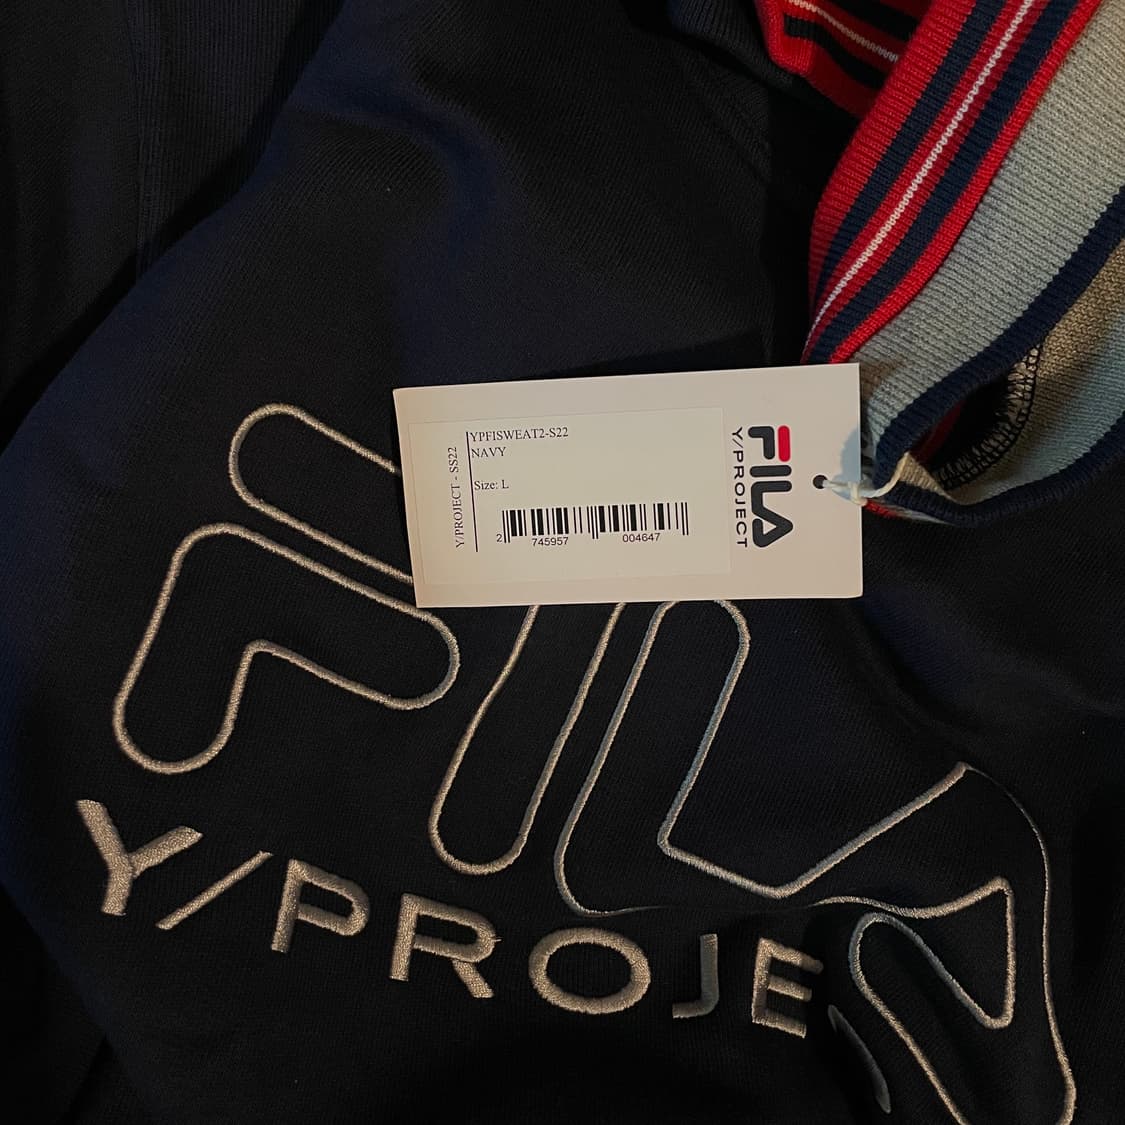 Y/PROJECT - SS22
YPFISWEAT2-S22
NAVY
Size: L
2 745957 004647
FILA
Y/PROJECT
FILA
Y/PROJE